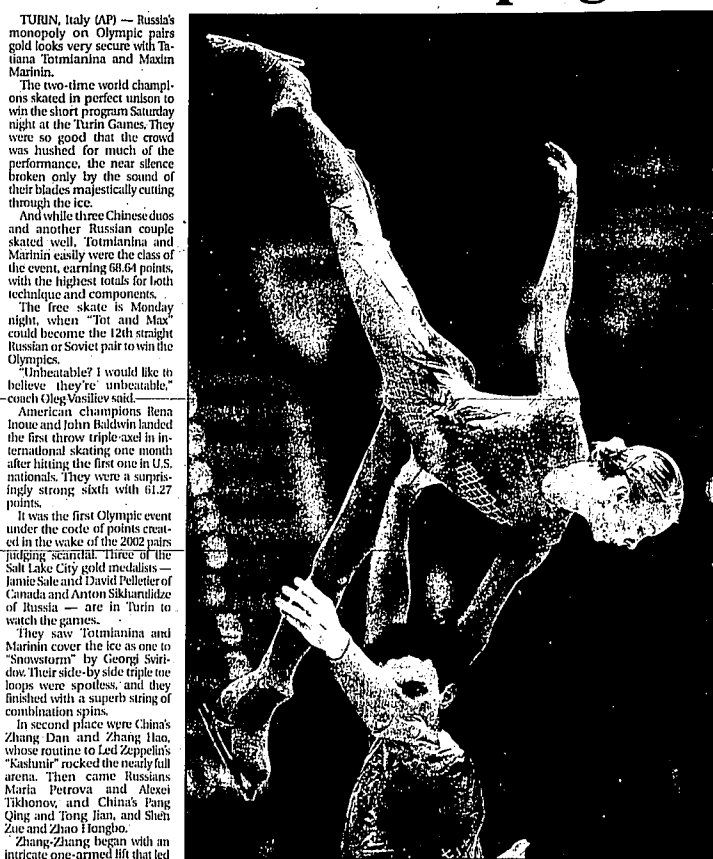 TURIN, Italy (AP) — Russia's
monopoly on Olympic pairs
gold looks very secure with Ta-
tiana Totmianina and Maxim
Marinin.
The two-time world champi-
ons skated in perfect unison to
win the short program Saturday
night at the Turin Games. They
were so good that the crowd
was hushed for much of the
performance, the near silence
broken only by the sound of
their blades majestically cutting
through the ice.
And while three Chinese duos
and another Russian couple
skated well, Totmianina and
Marinin easily were the class of
the event, earning 68.64 points,
with the highest totals for both
technique and components.
The free skate is Monday
night, when "Tot and Max"
could become the 12th straight
Russian or Soviet pair to win the
Olympics.
"Unbeatable? I would like to
believe they're unbeatable,"
coach Oleg Vasiliev said.
American champions Rena
Inoue and John Baldwin landed
the first throw triple axel in in-
ternational skating one month
after hitting the first one in U.S.
nationals. They were a surpris-
ingly strong sixth with 61.27
points.
It was the first Olympic event
under the code of points creat-
ed in the wake of the 2002 pairs
judging scandal. Three of the
Salt Lake City gold medalists —
Jamie Sale and David Pelletier of
Canada and Anton Sikharulidze
of Russia — are in Turin to
watch the games.
They saw Totmianina and
Marinin cover the ice as one to
"Snowstorm" by Georgi Sviri-
dov. Their side-by side triple toe
loops were spotless, and they
finished with a superb string of
combination spins.
In second place were China's
Zhang Dan and Zhang Hao,
whose routine to Led Zeppelin's
"Kashmir" rocked the nearly full
arena. Then came Russians
Maria Petrova and Alexei
Tikhonov, and China's Pang
Qing and Tong Jian, and Shen
Xue and Zhao Hongbo.
Zhang-Zhang began with an
intricate one-armed lift that led